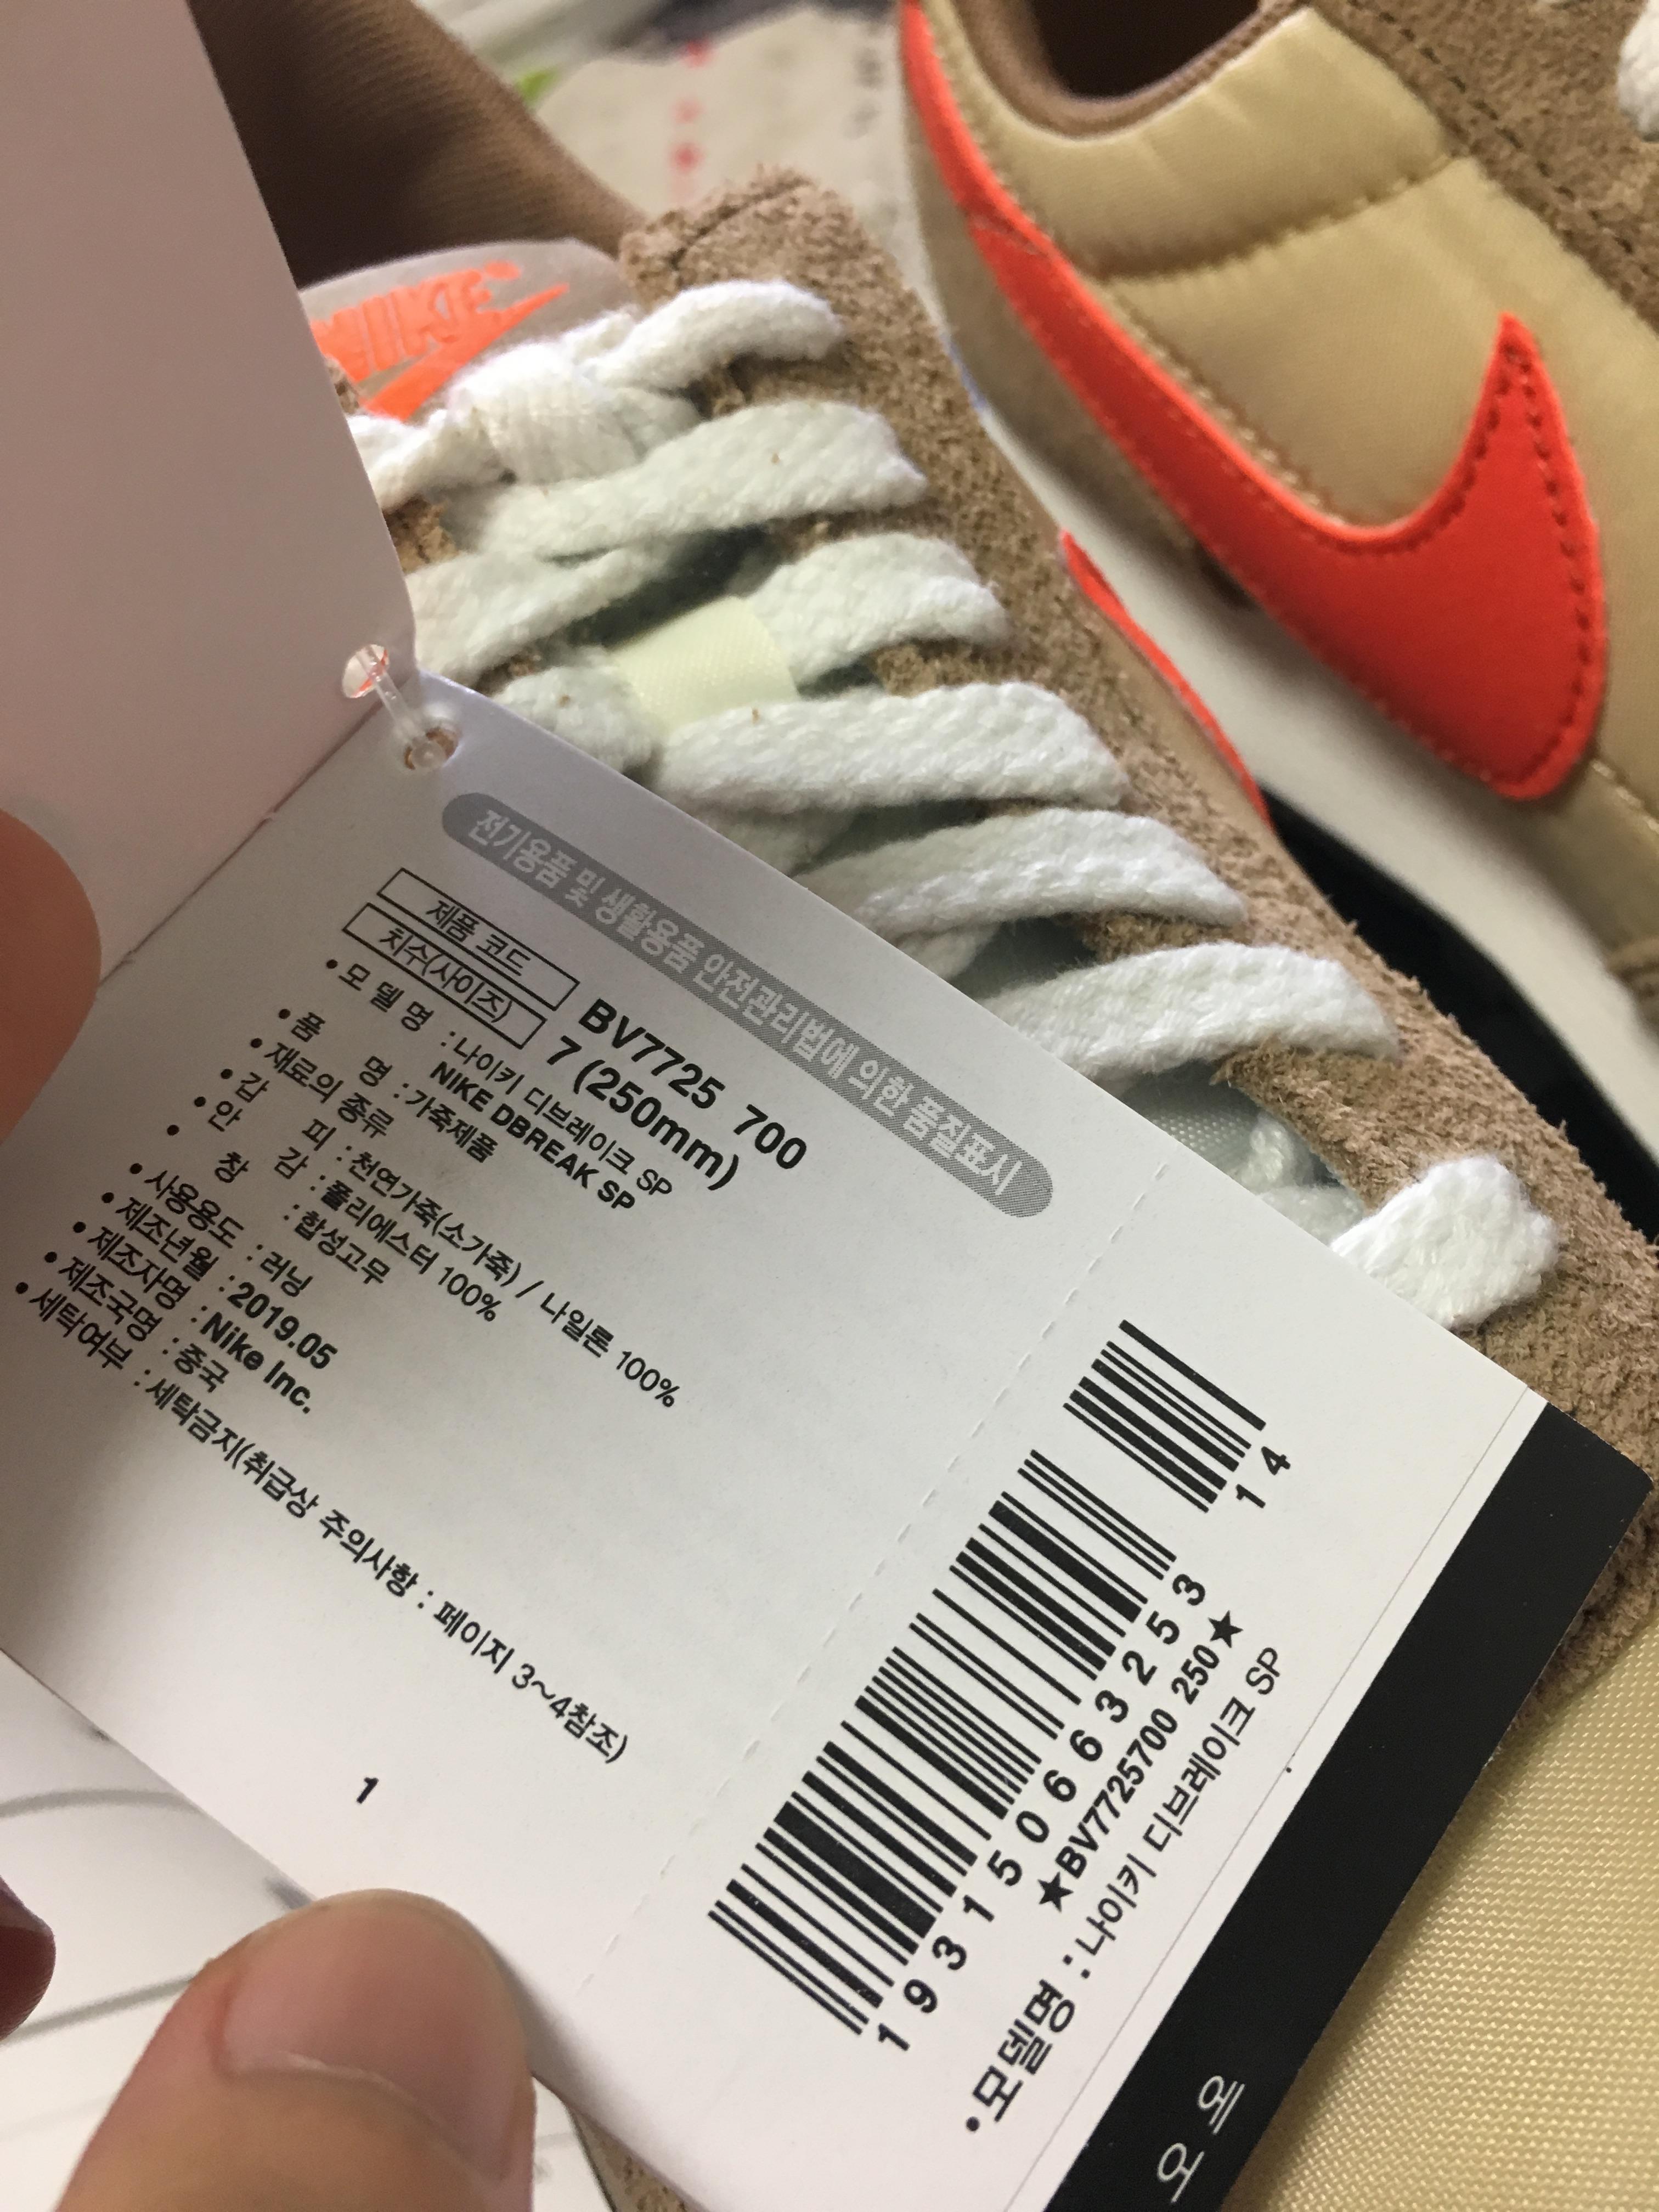 NIKE
전기용품 및 생활용품 안전관리법에 의한 품질표시
제품 코드 BV7725 700
치수(사이즈) 7 (250mm)
• 모 델 명 : 나이키 디브레이크 SP
NIKE DBREAK SP
• 품 명 : 가죽제품
• 재료의 종류
• 겉 피 : 천연가죽(소가죽) / 나일론 100%
• 안 감 : 폴리에스터 100%
• 창 : 합성고무
• 사용용도 : 러닝
• 제조년월 : 2019.05
• 제조자명 : Nike Inc.
• 제조국명 : 중국
• 세탁여부 : 세탁금지(취급상 주의사항 : 페이지 3~4참조)
1
193150663253 14
★BV7725700 250★
•모델명 : 나이키 디브레이크 SP